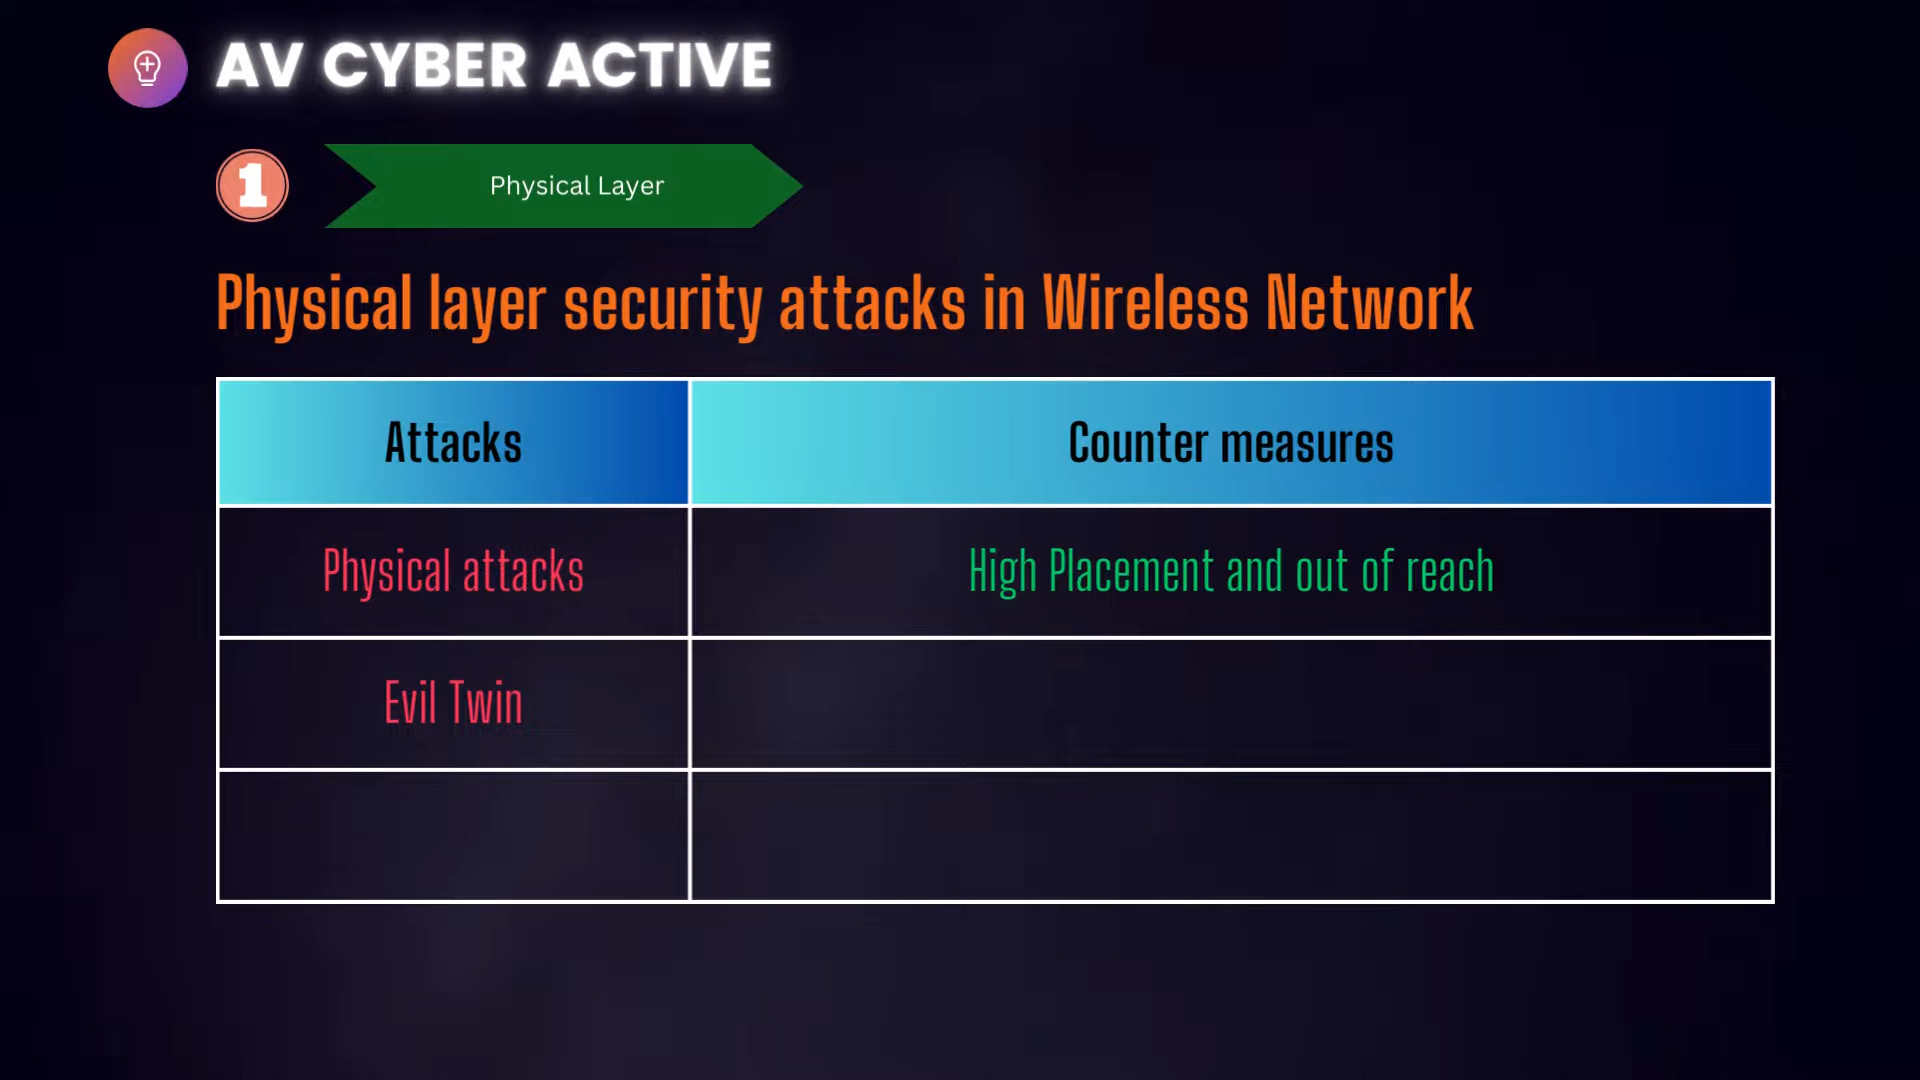 AV CYBER ACTIVE
1
Physical Layer
Physical layer security attacks in Wireless Network
Attacks
Counter measures
Physical attacks
High Placement and out of reach
Evil Twin